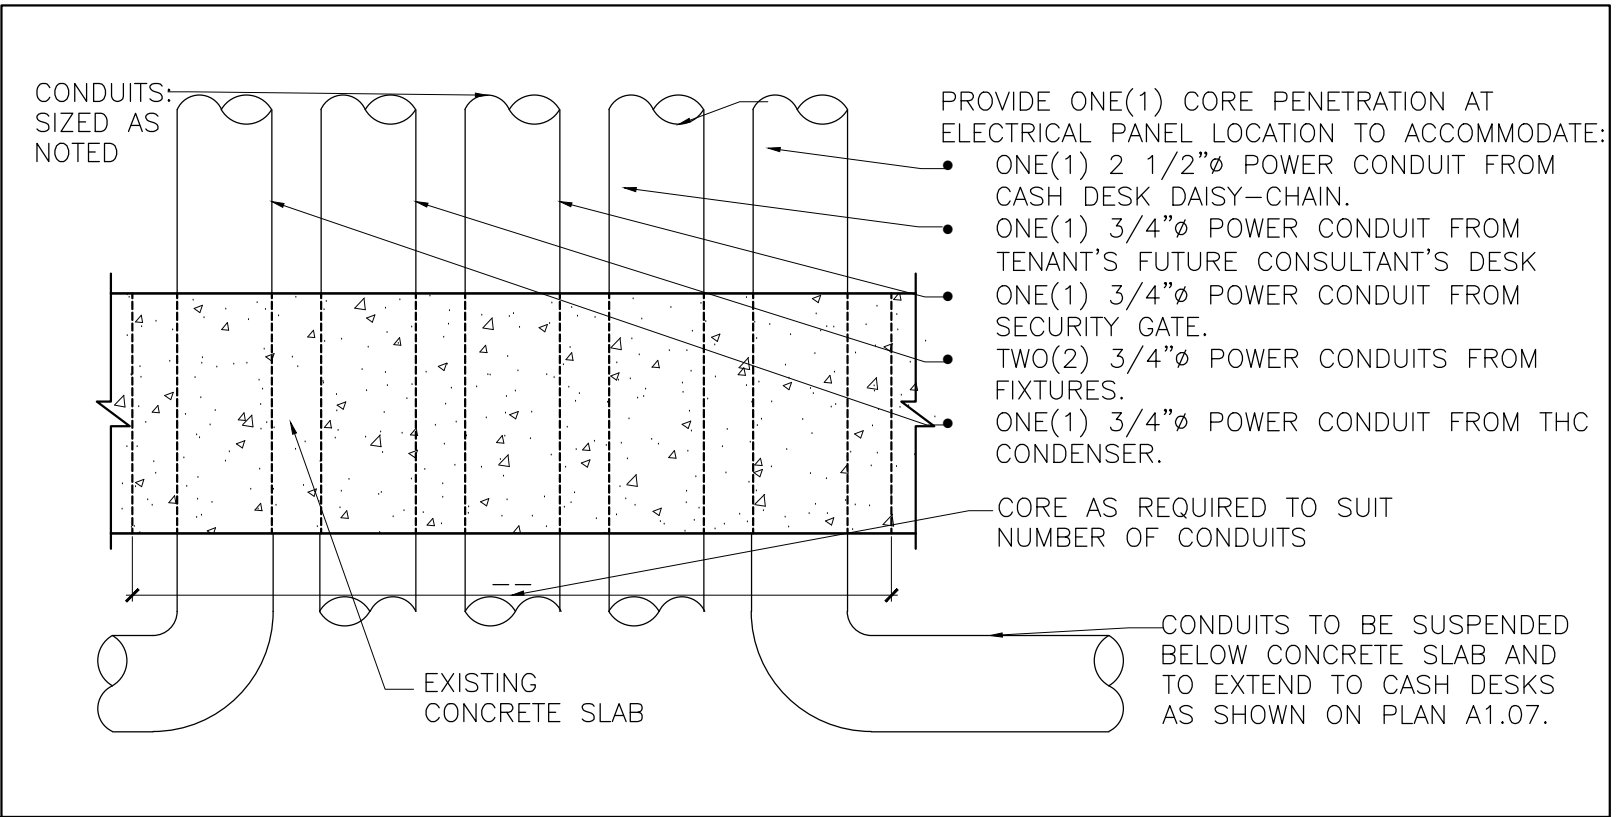 CONDUITS:
SIZED AS
NOTED
PROVIDE ONE(1) CORE PENETRATION AT
ELECTRICAL PANEL LOCATION TO ACCOMMODATE:
• ONE(1) 2 1/2"ø POWER CONDUIT FROM
CASH DESK DAISY-CHAIN.
• ONE(1) 3/4"ø POWER CONDUIT FROM
TENANT'S FUTURE CONSULTANT'S DESK
• ONE(1) 3/4"ø POWER CONDUIT FROM
SECURITY GATE.
• TWO(2) 3/4"ø POWER CONDUITS FROM
FIXTURES.
• ONE(1) 3/4"ø POWER CONDUIT FROM THC
CONDENSER.
CORE AS REQUIRED TO SUIT
NUMBER OF CONDUITS
CONDUITS TO BE SUSPENDED
BELOW CONCRETE SLAB AND
TO EXTEND TO CASH DESKS
AS SHOWN ON PLAN A1.07.
EXISTING
CONCRETE SLAB